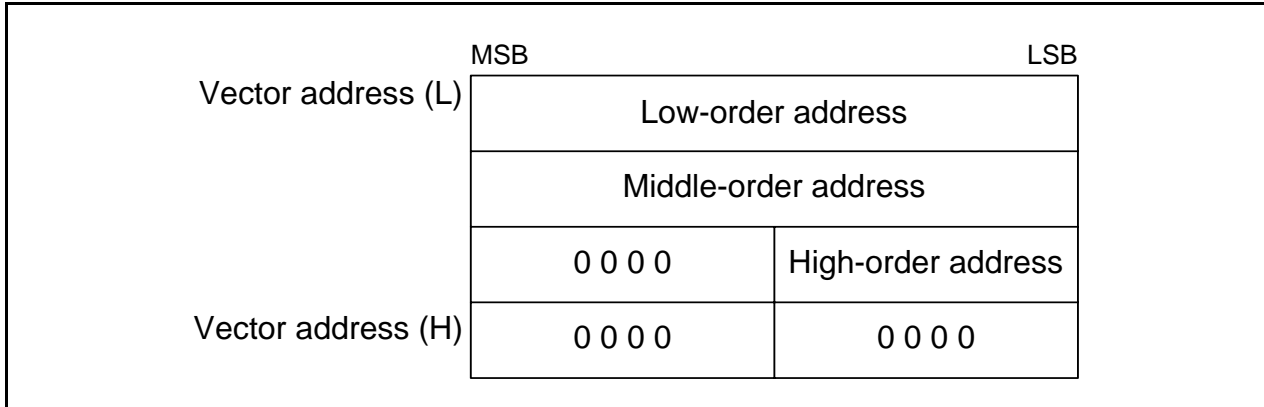 MSB LSB
Vector address (L) Low-order address
Middle-order address
0 0 0 0 High-order address
Vector address (H) 0 0 0 0 0 0 0 0